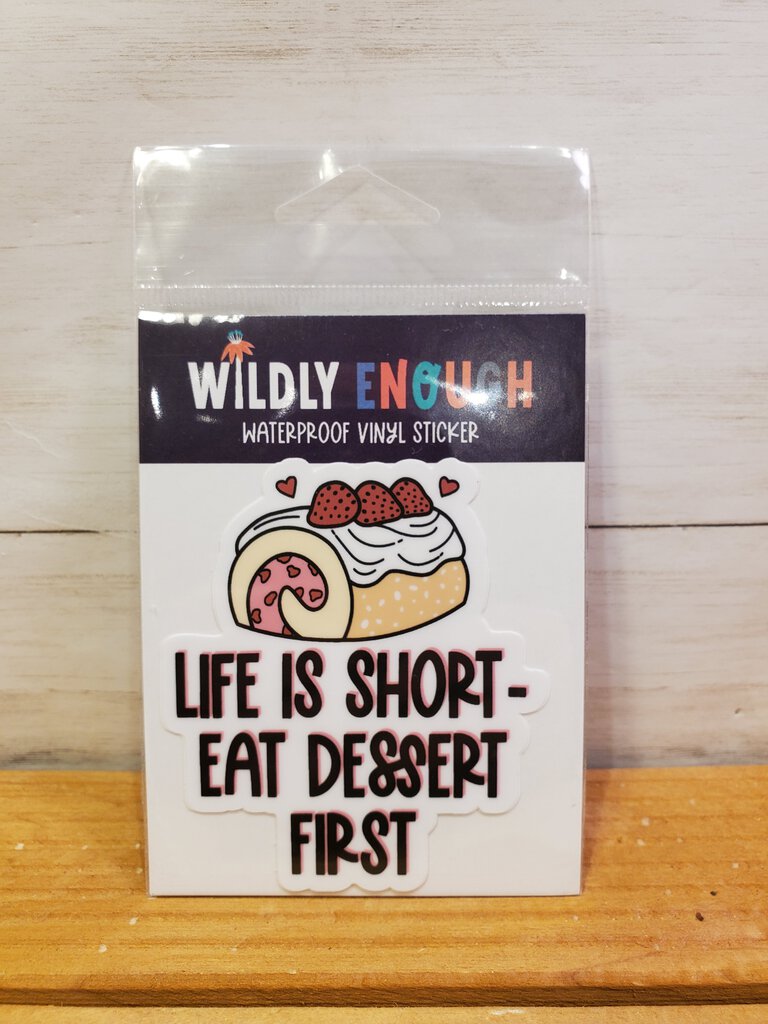 WILDLY ENOUGH
WATERPROOF VINYL STICKER
LIFE IS SHORT-
EAT DESSERT
FIRST